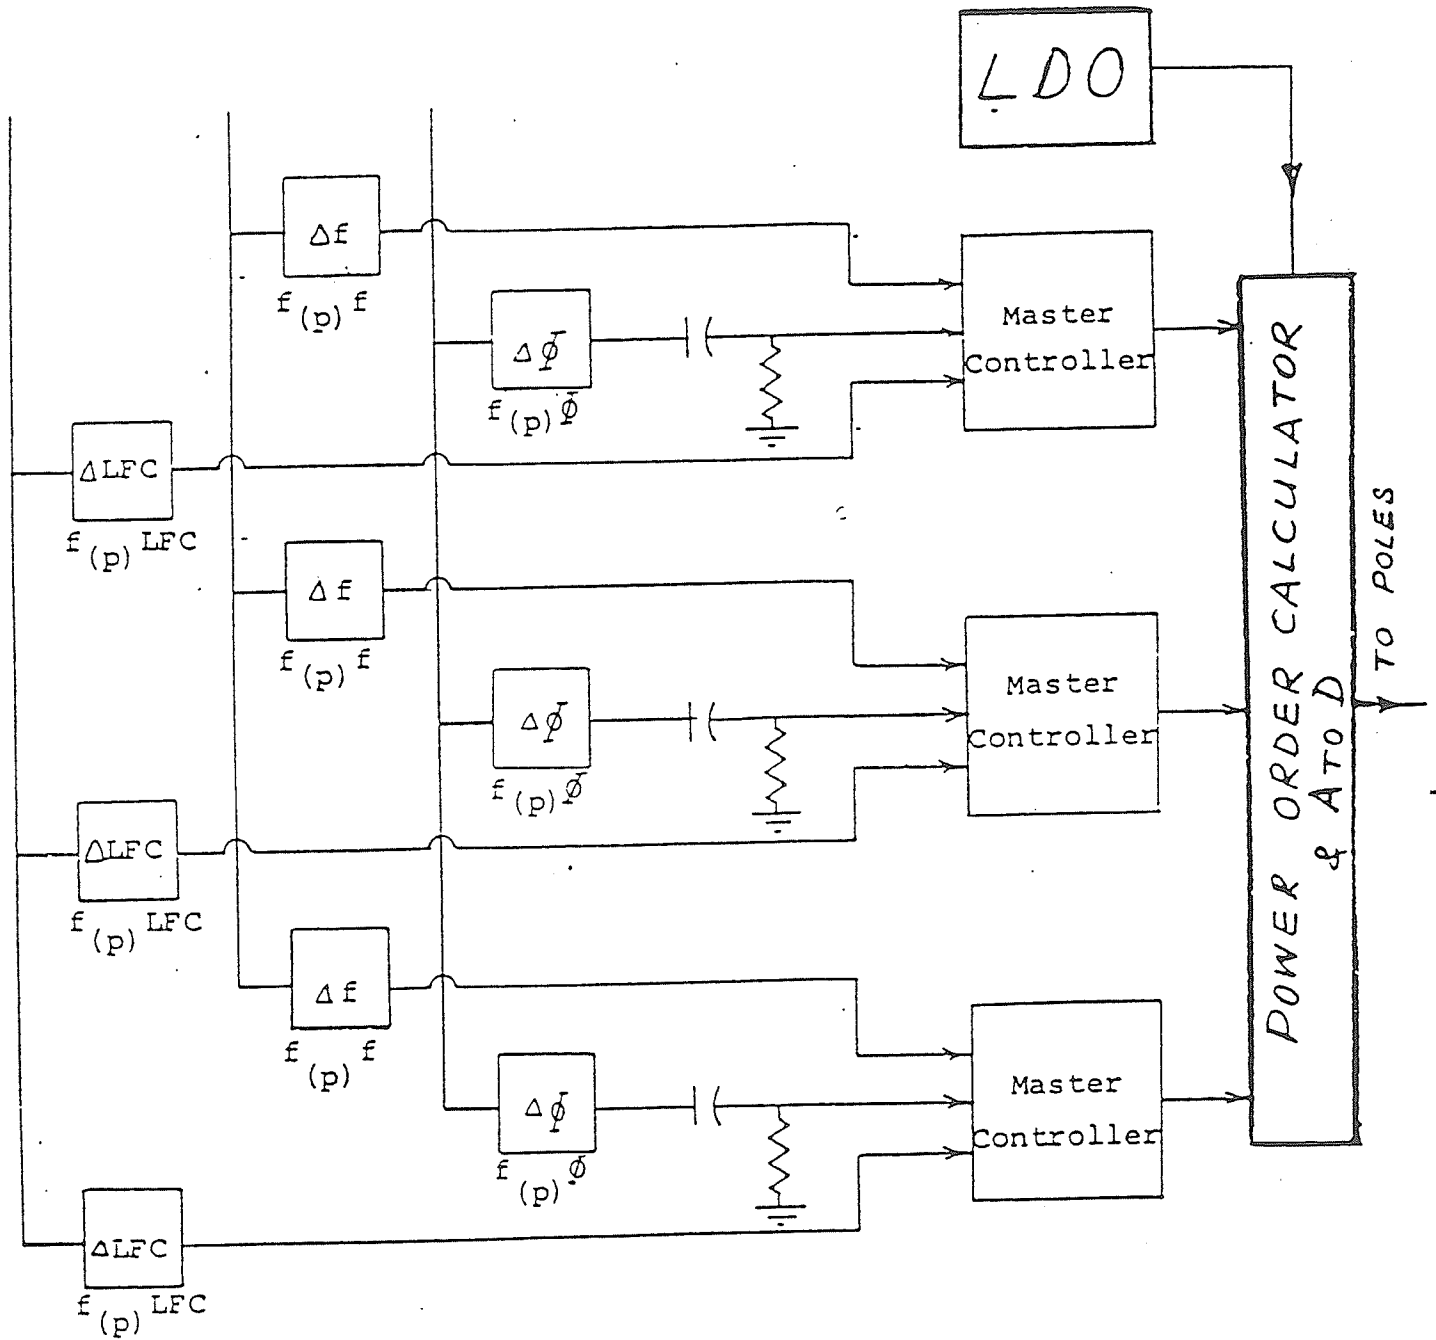 LDO
Δf
f(p)f
ΔΦ
f(p)Φ
Master
Controller
ΔLFC
f(p)LFC
Δf
f(p)f
ΔΦ
f(p)Φ
Master
Controller
ΔLFC
f(p)LFC
Δf
f(p)f
ΔΦ
f(p)Φ
Master
Controller
ΔLFC
f(p)LFC
POWER ORDER CALCULATOR
& A TO D
TO POLES